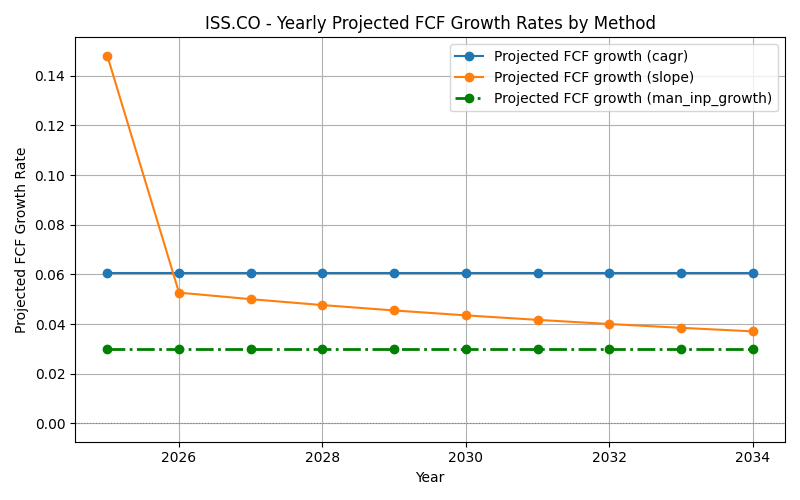 ISS.CO - Yearly Projected FCF Growth Rates by Method
Projected FCF growth (cagr)
Projected FCF growth (slope)
Projected FCF growth (man_inp_growth)
Projected FCF Growth Rate
0.14
0.12
0.10
0.08
0.06
0.04
0.02
0.00
2026
2028
2030
2032
2034
Year